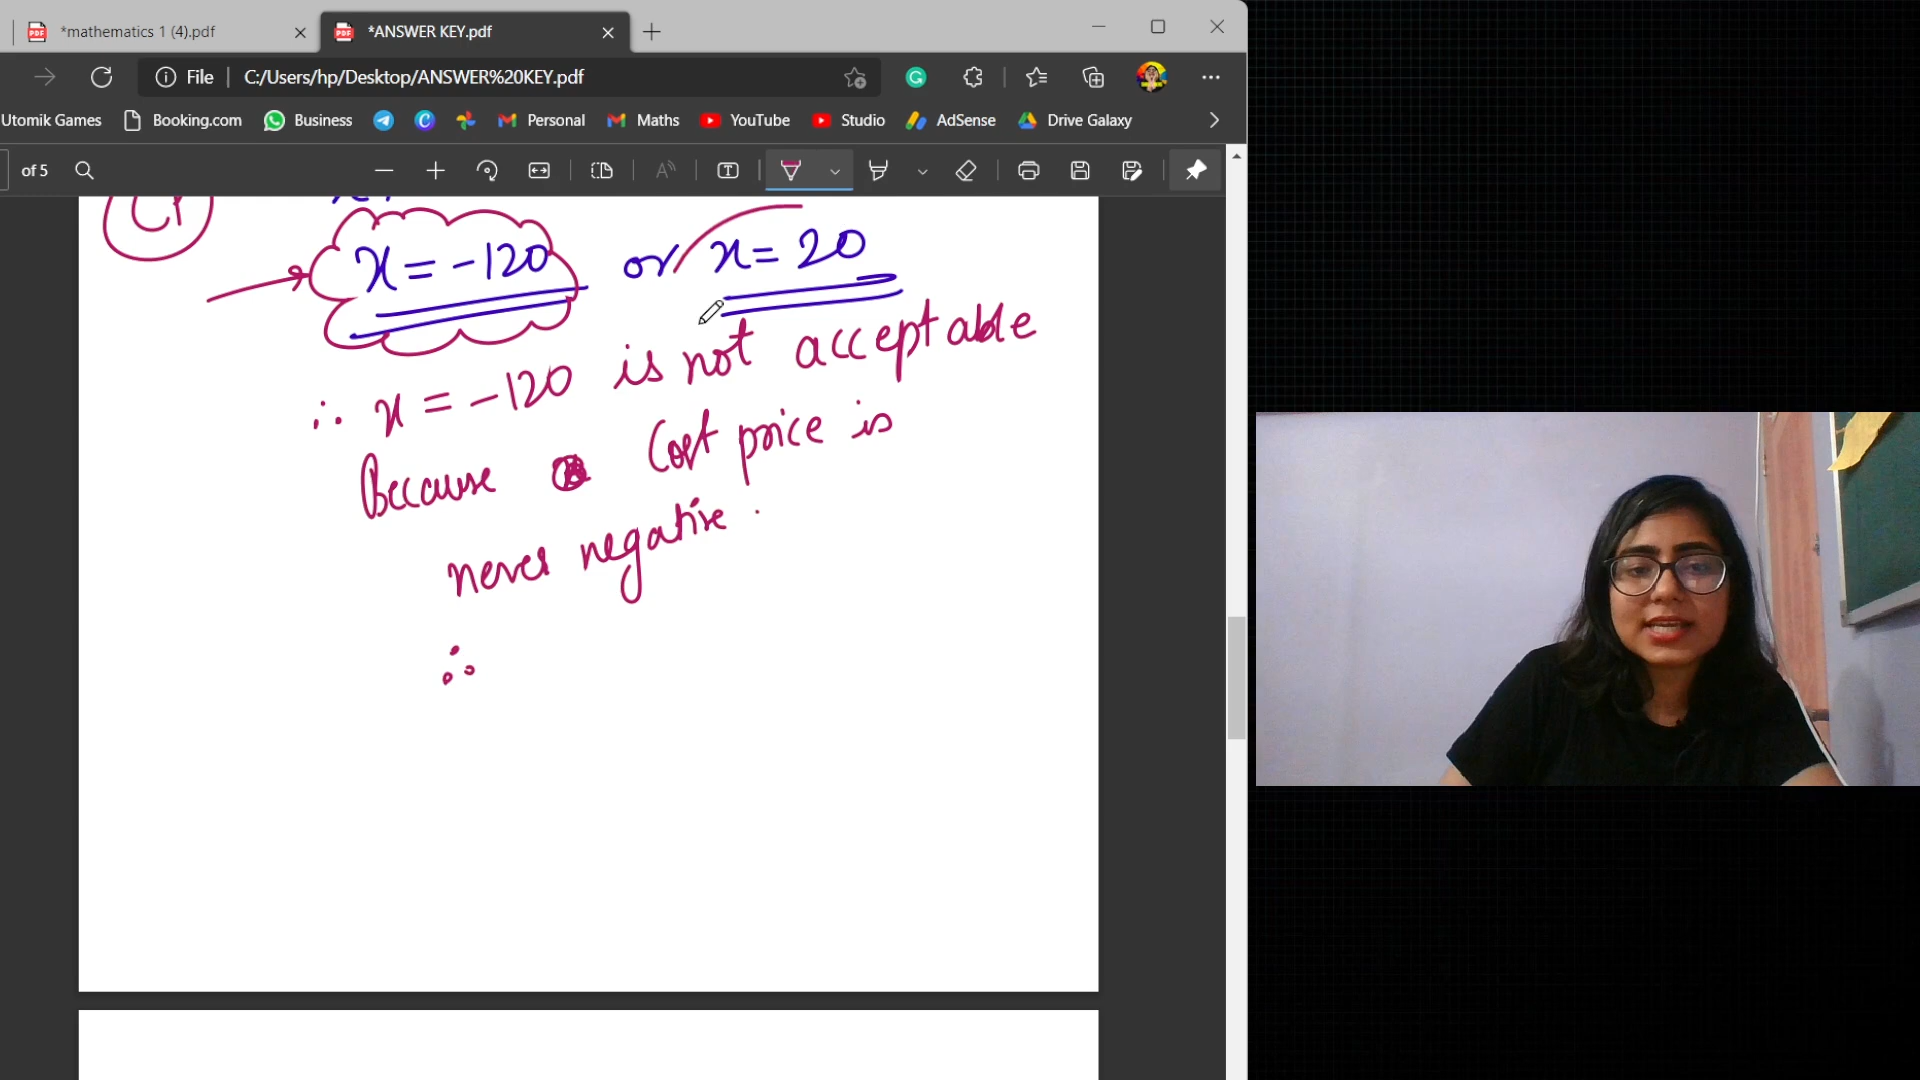 *mathematics 1 (4).pdf
*ANSWER KEY.pdf
File C:/Users/hp/Desktop/ANSWER%20KEY.pdf
Utomik Games Booking.com Business Personal Maths YouTube Studio AdSense Drive Galaxy
of 5
CP
x = -120 or x = 20
∴ x = -120 is not acceptable
Because Cost price is
never negative.
∴